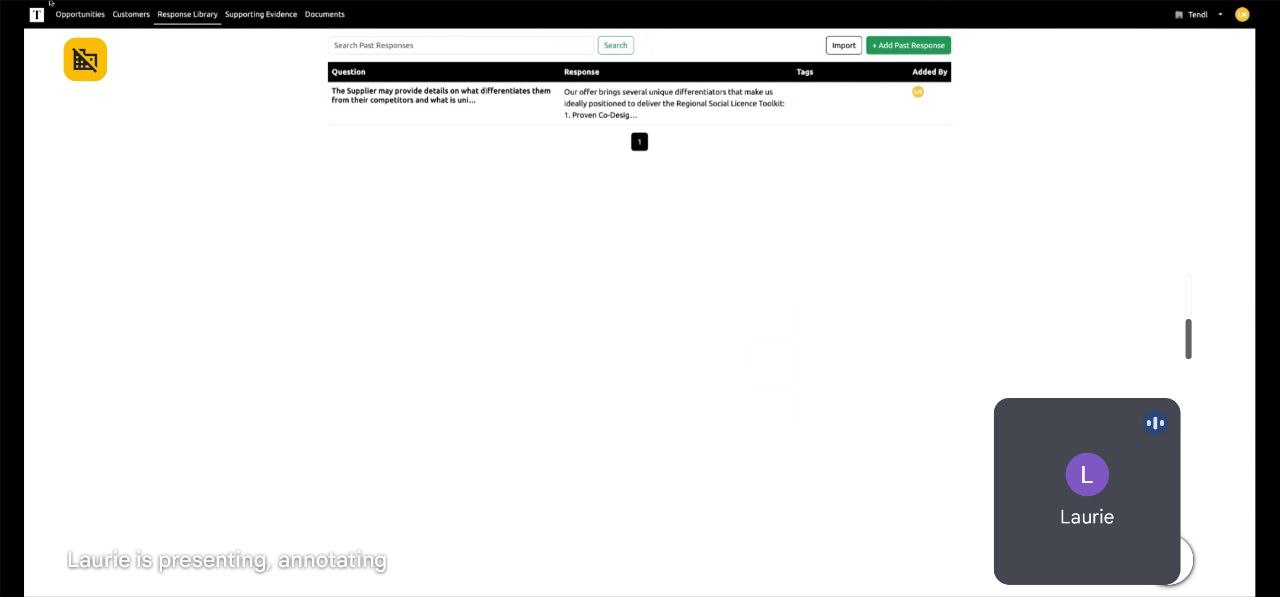 T Opportunities Customers Response Library Supporting Evidence Documents Tendl
Search Past Responses Search Import + Add Past Response
Question Response Tags Added By
The Supplier may provide details on what differentiates them
from their competitors and what is uni...
Our offer brings several unique differentiators that make us
ideally positioned to deliver the Regional Social Licence Toolkit:
1. Proven Co-Desig...
1
L
Laurie
Laurie is presenting, annotating